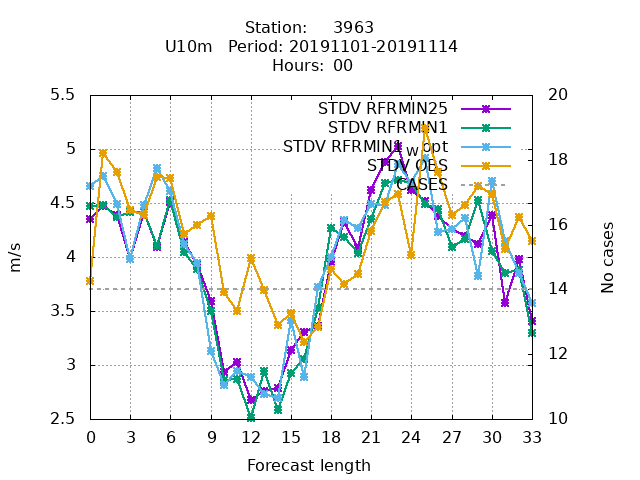 Station: 3963
U10m Period: 20191101-20191114
Hours: 00
STDV RFRMIN25
STDV RFRMIN1
STDV RFRMIN1_w opt
STDV OBS
CASES
5.5
5
4.5
4
3.5
3
2.5
m/s
20
18
16
14
12
10
No cases
0 3 6 9 12 15 18 21 24 27 30 33
Forecast length